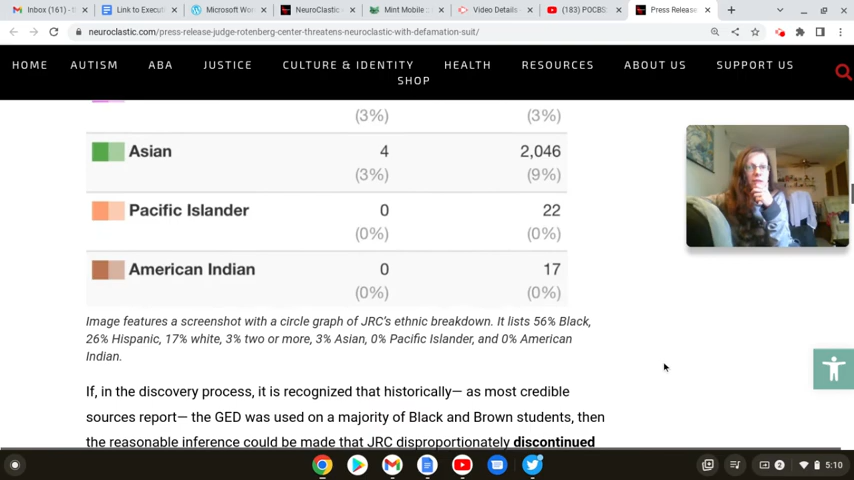 Inbox (161) - t
Link to Execut
Microsoft Wor
NeuroClastic –
Mint Mobile ::
Video Details -
(183) POCBS:
Press Release
neuroclastic.com/press-release-judge-rotenberg-center-threatens-neuroclastic-with-defamation-suit/
HOME AUTISM ABA JUSTICE CULTURE & IDENTITY HEALTH RESOURCES ABOUT US SUPPORT US
SHOP
(3%) (3%)
Asian 4 2,046
(3%) (9%)
Pacific Islander 0 22
(0%) (0%)
American Indian 0 17
(0%) (0%)
Image features a screenshot with a circle graph of JRC's ethnic breakdown. It lists 56% Black,
26% Hispanic, 17% white, 3% two or more, 3% Asian, 0% Pacific Islander, and 0% American
Indian.
If, in the discovery process, it is recognized that historically— as most credible
sources report— the GED was used on a majority of Black and Brown students, then
the reasonable inference could be made that JRC disproportionately discontinued
2
5:10